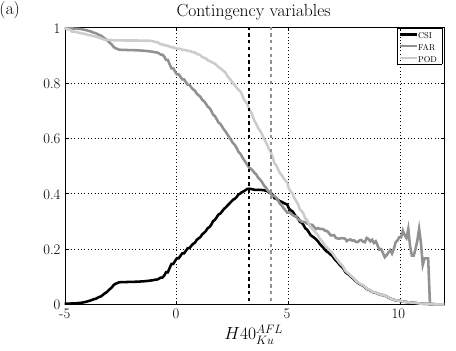 (a)
Contingency variables
CSI
FAR
POD
1
0.8
0.6
0.4
0.2
0
-5 0 5 10
H40^{AFL}_{Ku}